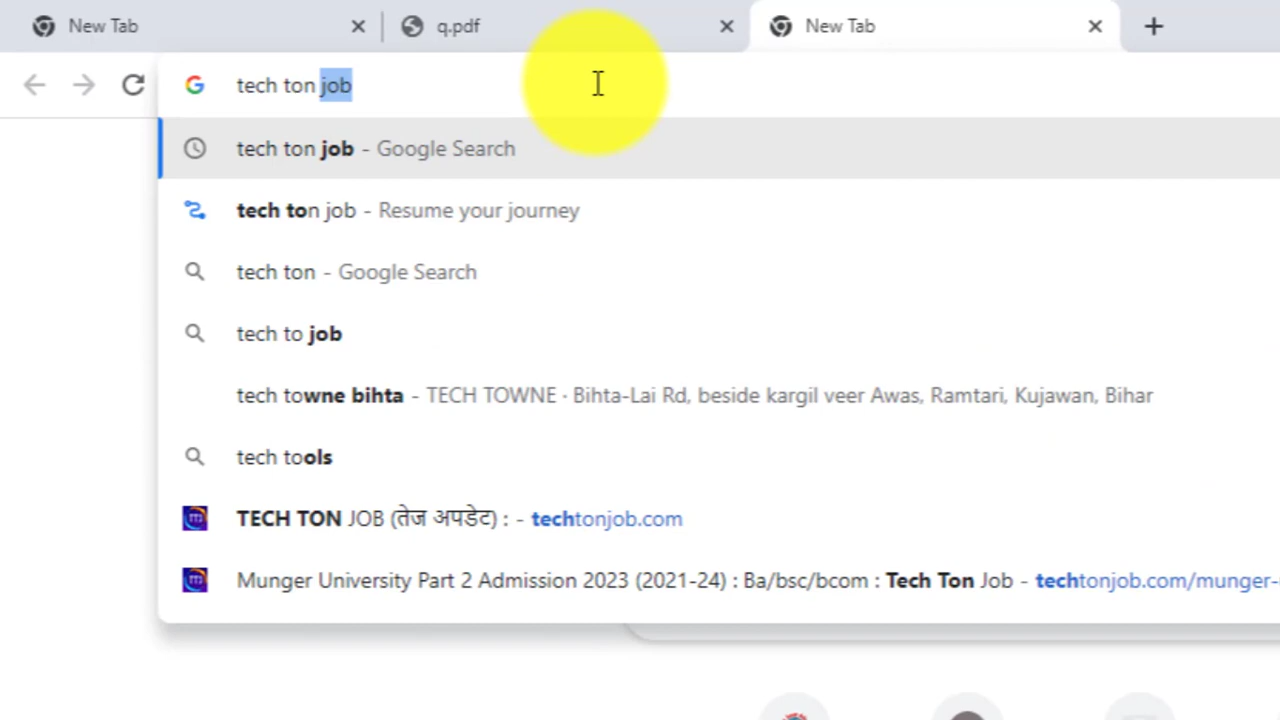 New Tab
q.pdf
New Tab
tech ton job
tech ton job - Google Search
tech ton job - Resume your journey
tech ton - Google Search
tech to job
tech towne bihta - TECH TOWNE · Bihta-Lai Rd, beside kargil veer Awas, Ramtari, Kujawan, Bihar
tech tools
TECH TON JOB (तेज अपडेट) : - techtonjob.com
Munger University Part 2 Admission 2023 (2021-24) : Ba/bsc/bcom : Tech Ton Job - techtonjob.com/munger-